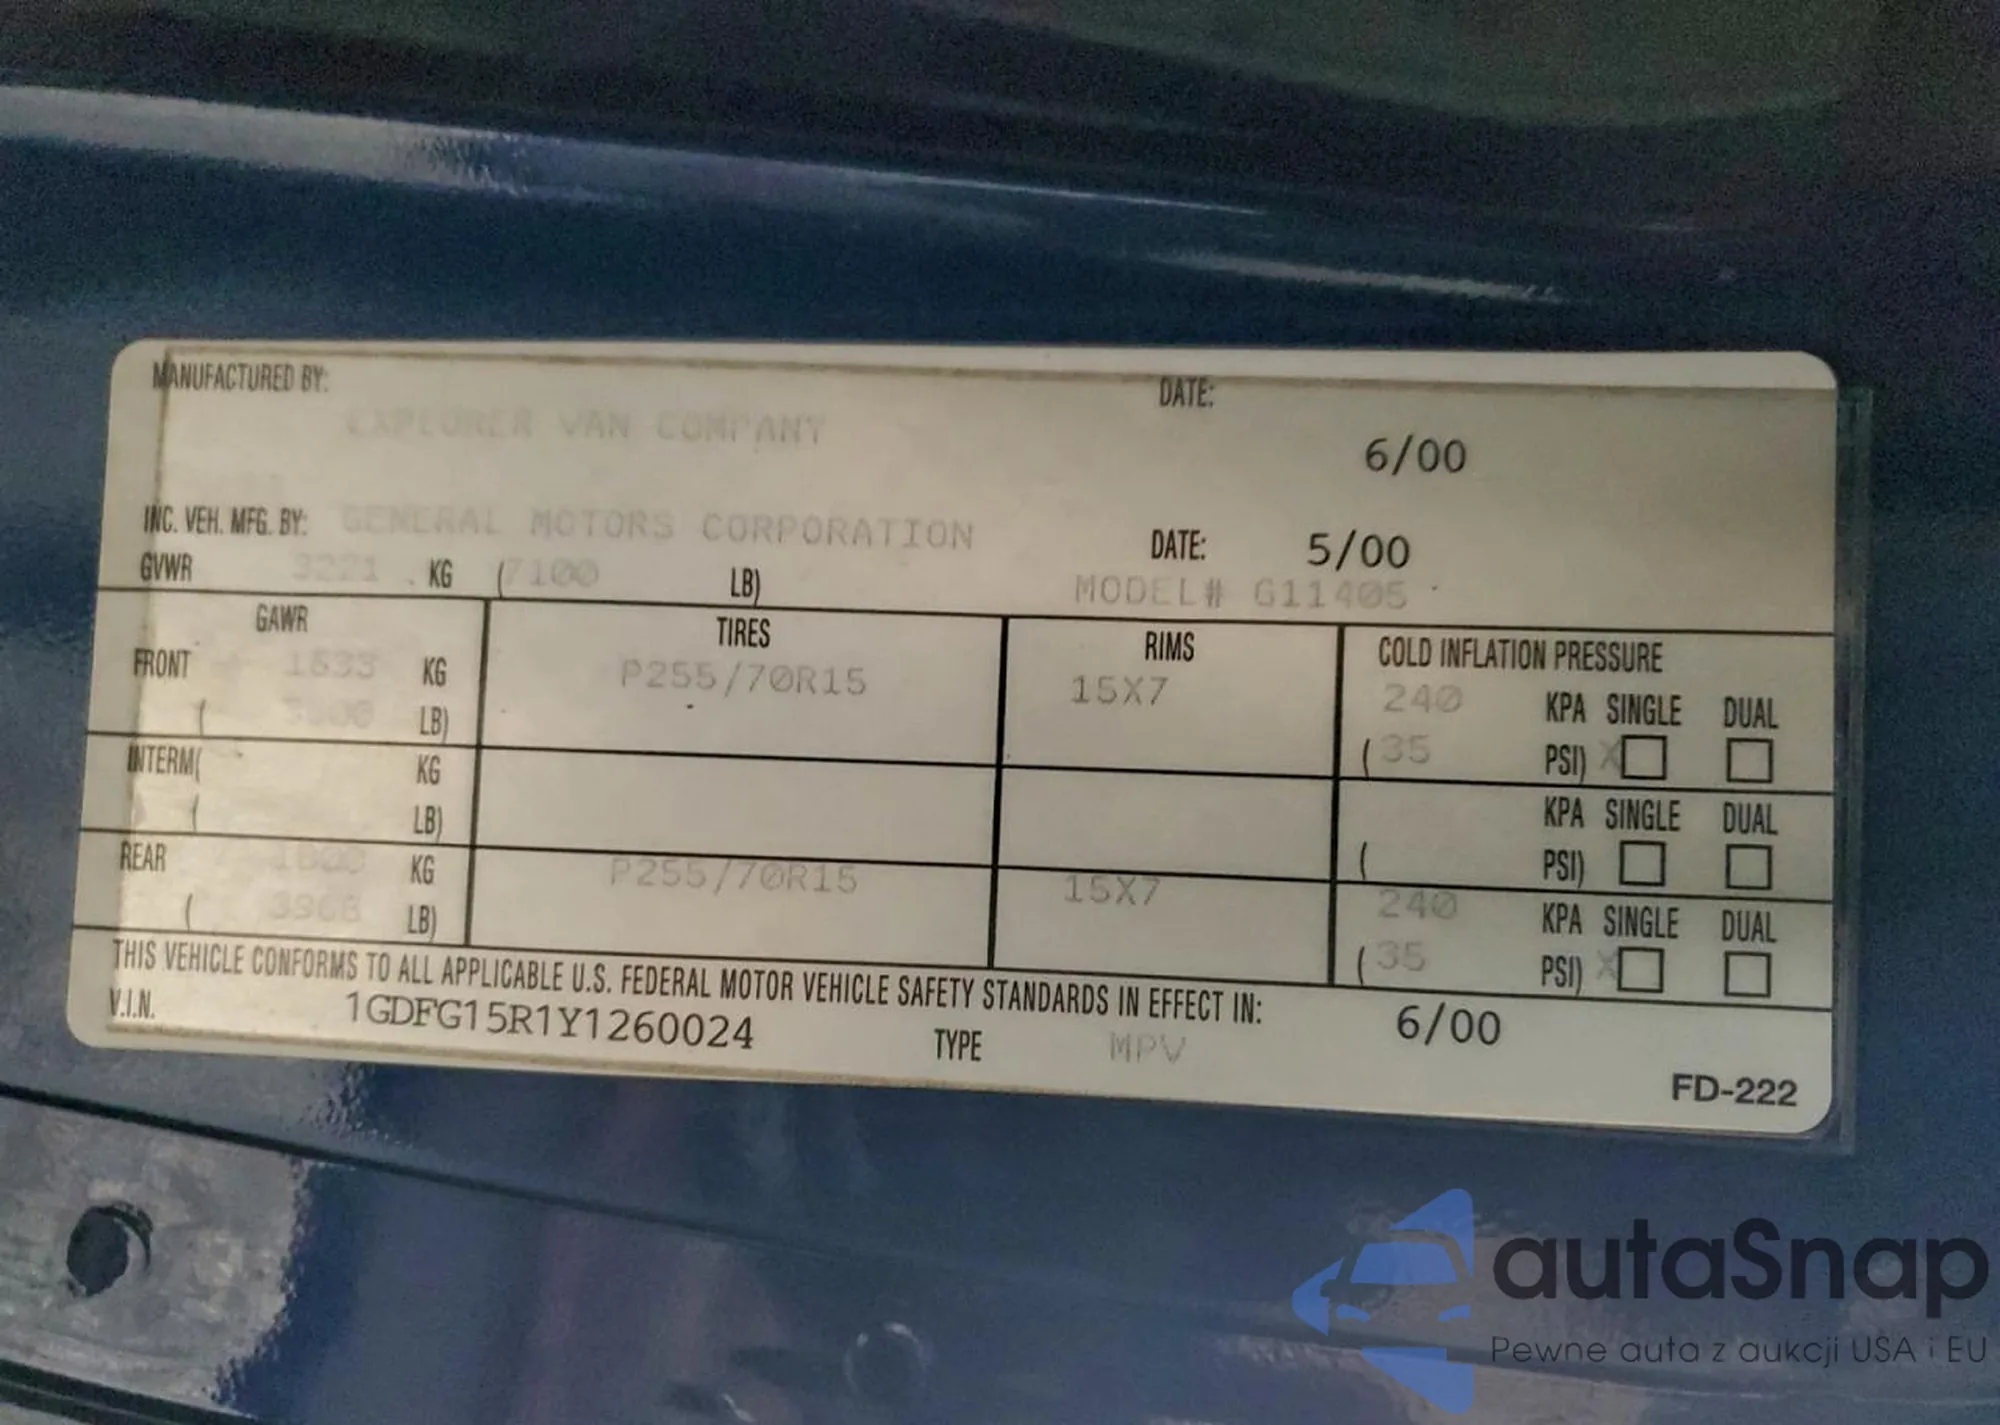 MANUFACTURED BY: DATE:
EXPLORER VAN COMPANY 6/00
INC. VEH. MFG. BY: GENERAL MOTORS CORPORATION DATE: 5/00
GVWR 3221 . KG (7100 LB) MODEL# G11405
GAWR TIRES RIMS COLD INFLATION PRESSURE
FRONT 1633 KG P255/70R15 15X7 240 KPA SINGLE DUAL
( LB) (35 PSI) X
INTERM( KG KPA SINGLE DUAL
( LB) ( PSI)
REAR 1800 KG P255/70R15 15X7 240 KPA SINGLE DUAL
( 3968 LB) (35 PSI) X
THIS VEHICLE CONFORMS TO ALL APPLICABLE U.S. FEDERAL MOTOR VEHICLE SAFETY STANDARDS IN EFFECT IN: 6/00
V.I.N. 1GDFG15R1Y1260024 TYPE MPV
FD-222
autaSnap
Pewne auta z aukcji USA i EU